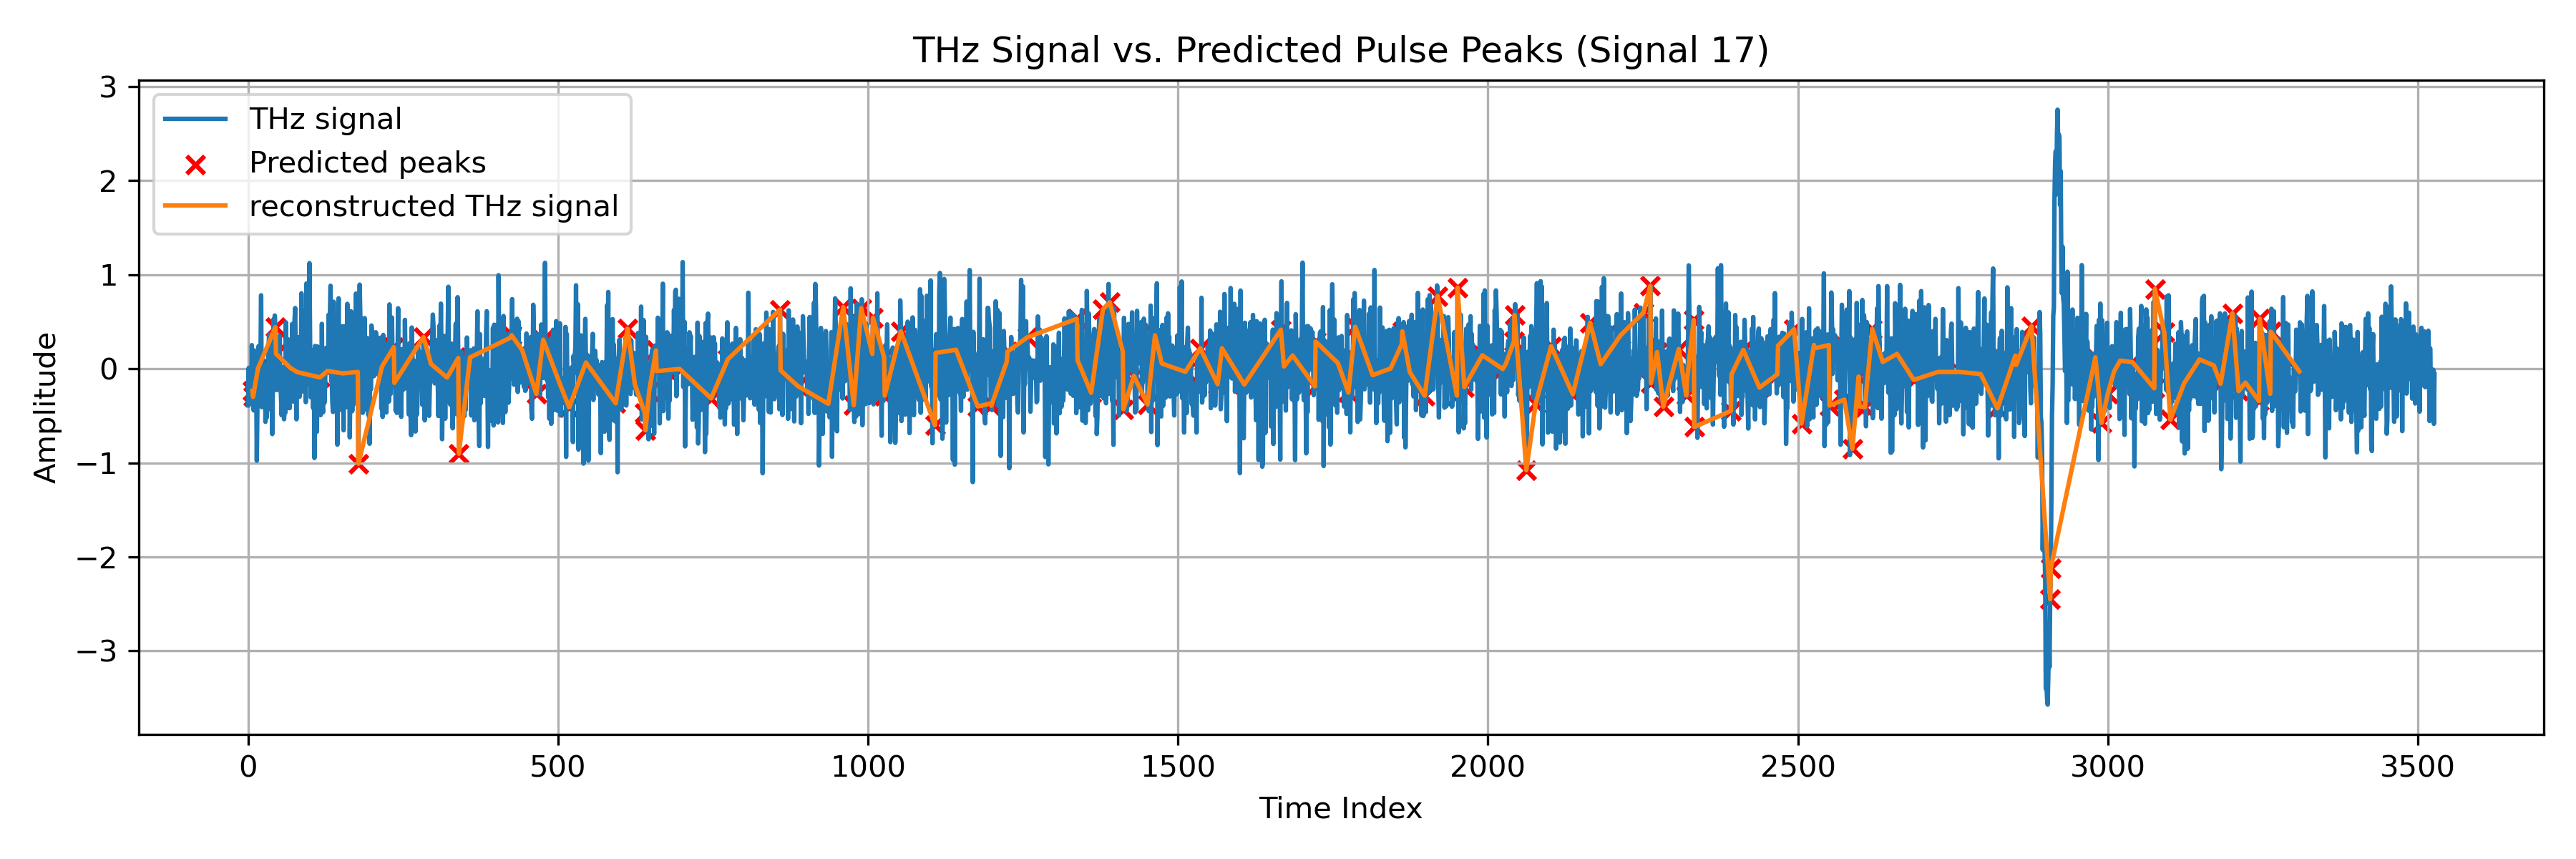 THz Signal vs. Predicted Pulse Peaks (Signal 17)
THz signal
Predicted peaks
reconstructed THz signal
Amplitude
3
2
1
0
−1
−2
−3
0 500 1000 1500 2000 2500 3000 3500
Time Index